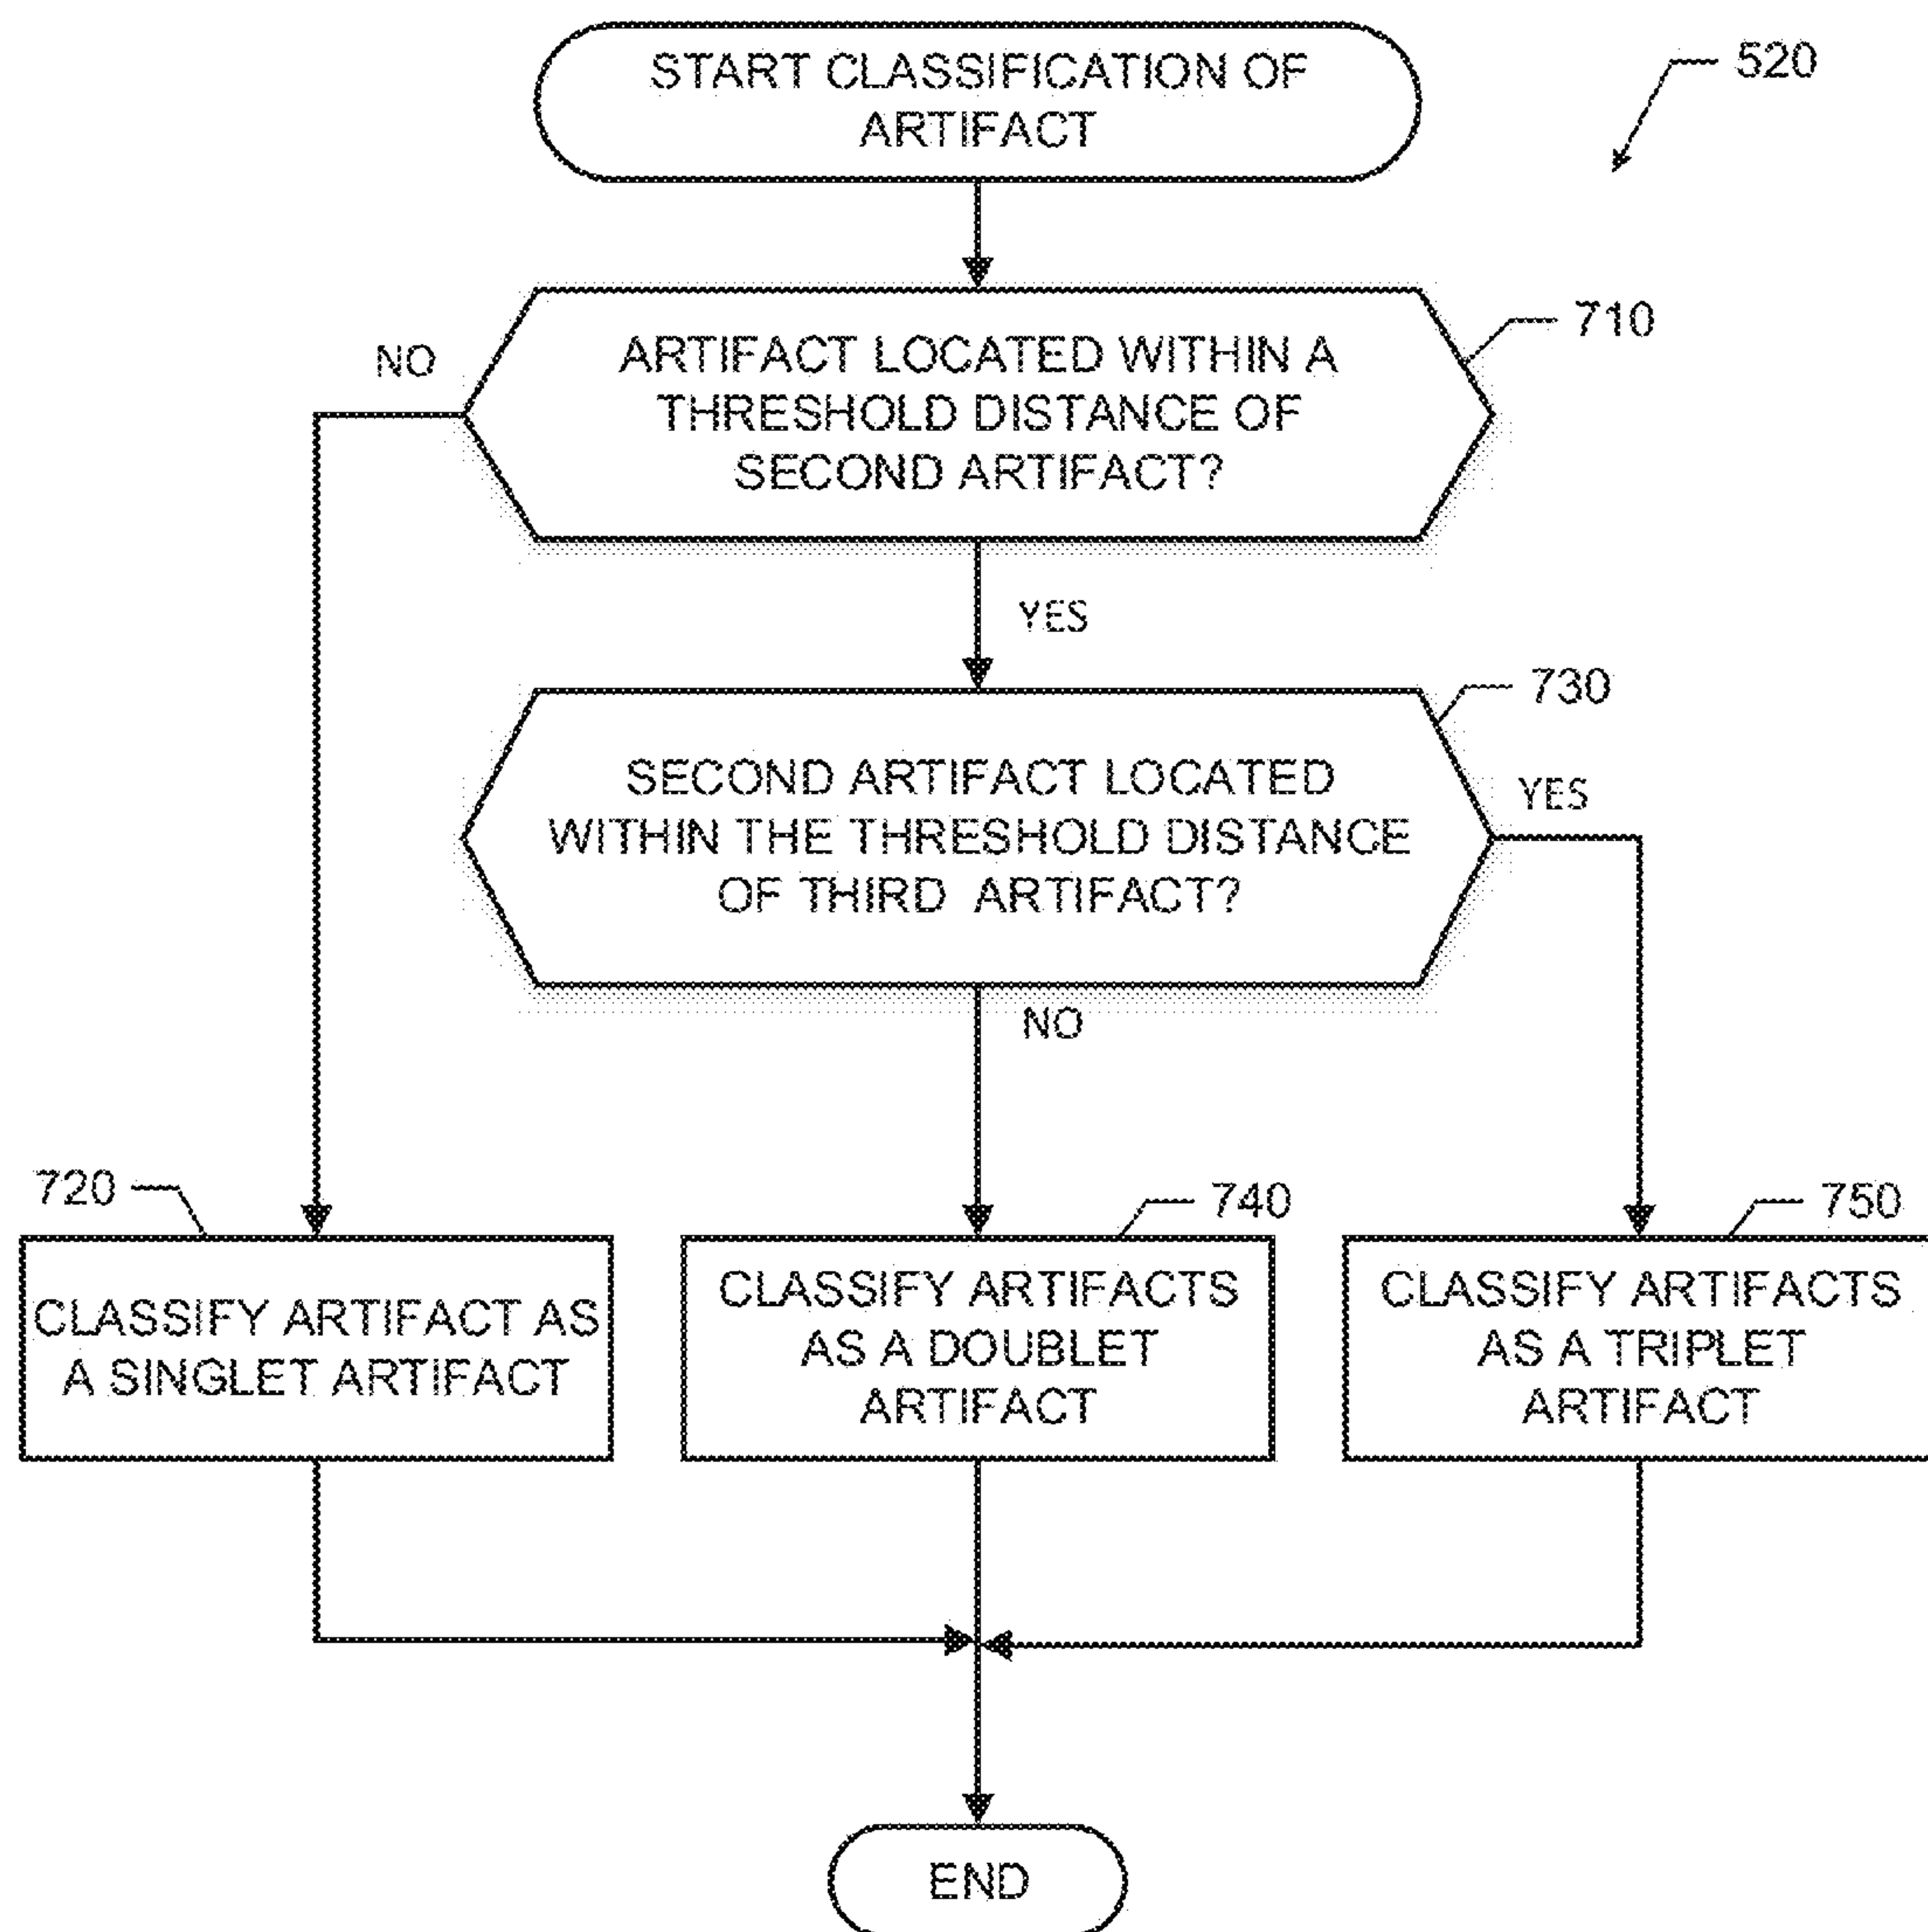 START CLASSIFICATION OF
ARTIFACT
520
ARTIFACT LOCATED WITHIN A
THRESHOLD DISTANCE OF
SECOND ARTIFACT?
710
NO
YES
730
SECOND ARTIFACT LOCATED
WITHIN THE THRESHOLD DISTANCE
OF THIRD ARTIFACT?
YES
NO
720
CLASSIFY ARTIFACT AS
A SINGLET ARTIFACT
740
CLASSIFY ARTIFACTS
AS A DOUBLET
ARTIFACT
750
CLASSIFY ARTIFACTS
AS A TRIPLET
ARTIFACT
END